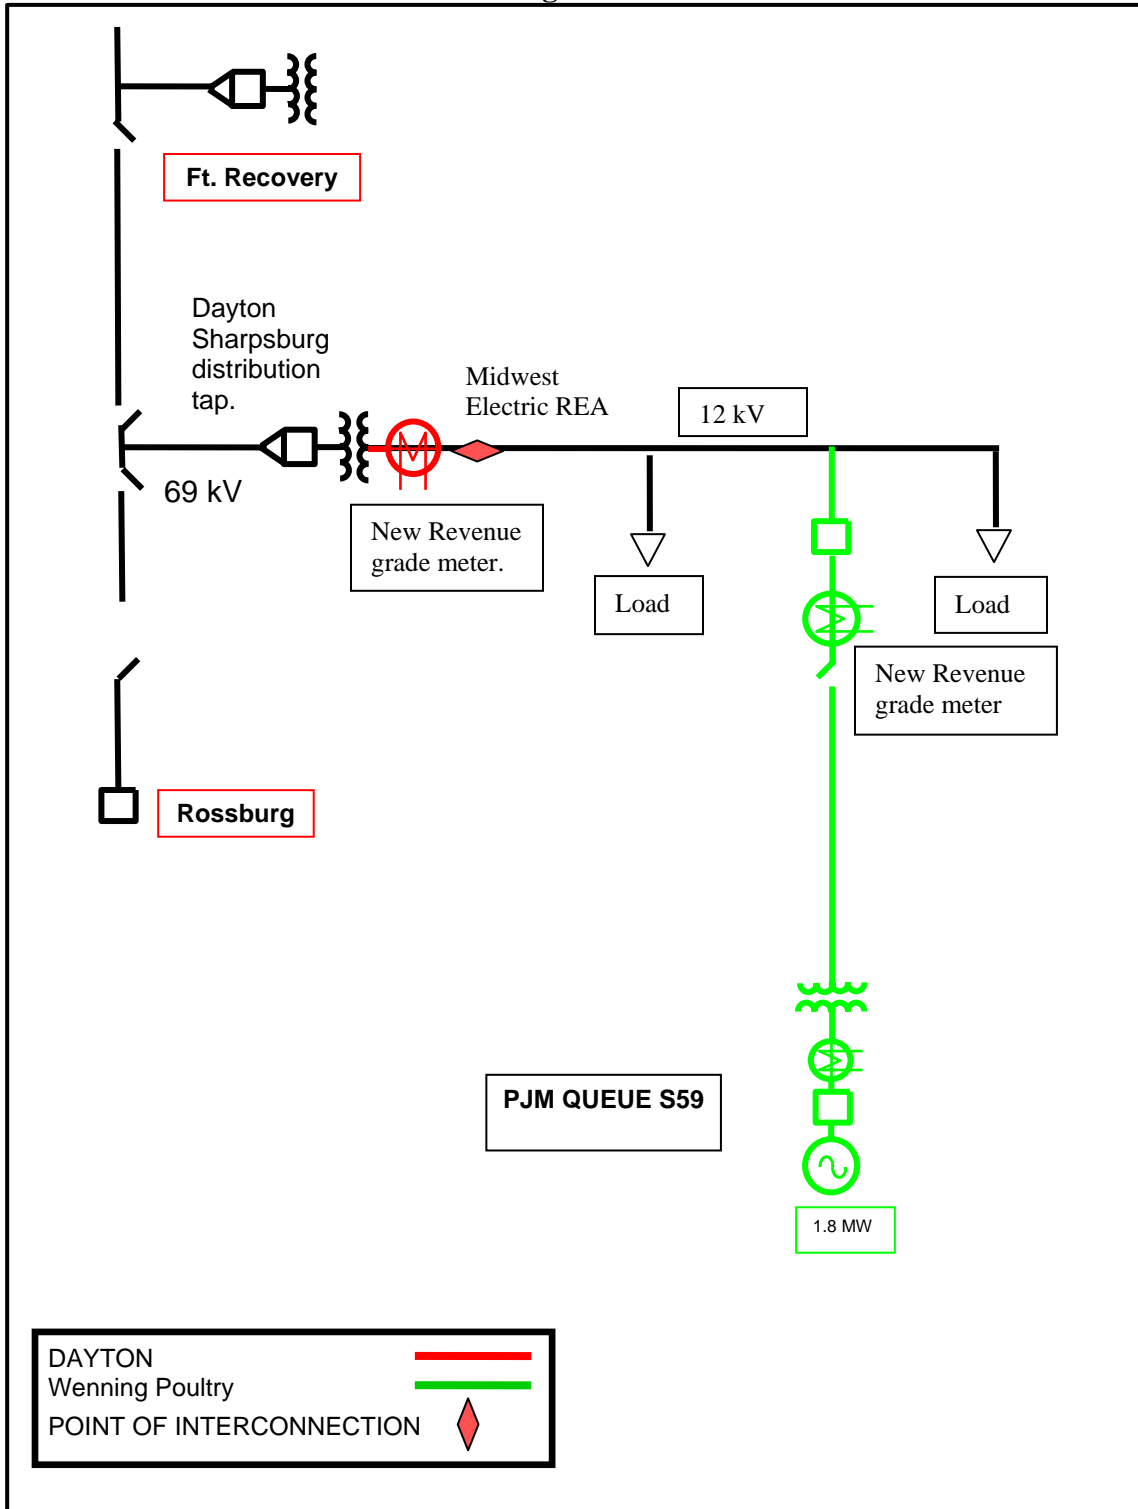 Ft. Recovery
Dayton
Sharpsburg
distribution
tap.
Midwest
Electric REA
12 kV
69 kV
New Revenue
grade meter.
Load
Load
New Revenue
grade meter
Rossburg
PJM QUEUE S59
1.8 MW
DAYTON
Wenning Poultry
POINT OF INTERCONNECTION